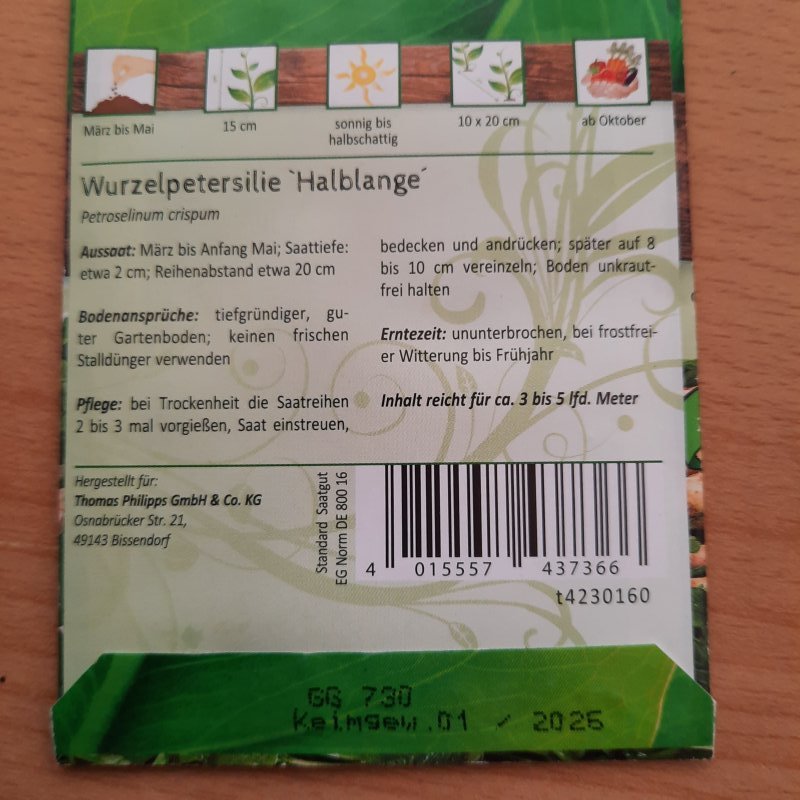 März bis Mai
15 cm
sonnig bis
halbschattig
10 x 20 cm
ab Oktober
Wurzelpetersilie `Halblange´
Petroselinum crispum
Aussaat: März bis Anfang Mai; Saattiefe:
etwa 2 cm; Reihenabstand etwa 20 cm
Bodenansprüche: tiefgründiger, gu-
ter Gartenboden; keinen frischen
Stalldünger verwenden
Pflege: bei Trockenheit die Saatreihen
2 bis 3 mal vorgießen, Saat einstreuen,
bedecken und andrücken; später auf 8
bis 10 cm vereinzeln; Boden unkraut-
frei halten
Erntezeit: ununterbrochen, bei frostfrei-
er Witterung bis Frühjahr
Inhalt reicht für ca. 3 bis 5 lfd. Meter
Hergestellt für:
Thomas Philipps GmbH & Co. KG
Osnabrücker Str. 21,
49143 Bissendorf
Standard Saatgut
EG Norm DE 800 16
4 015557 437366
t4230160
GG 730
Keimgew.01 / 2026